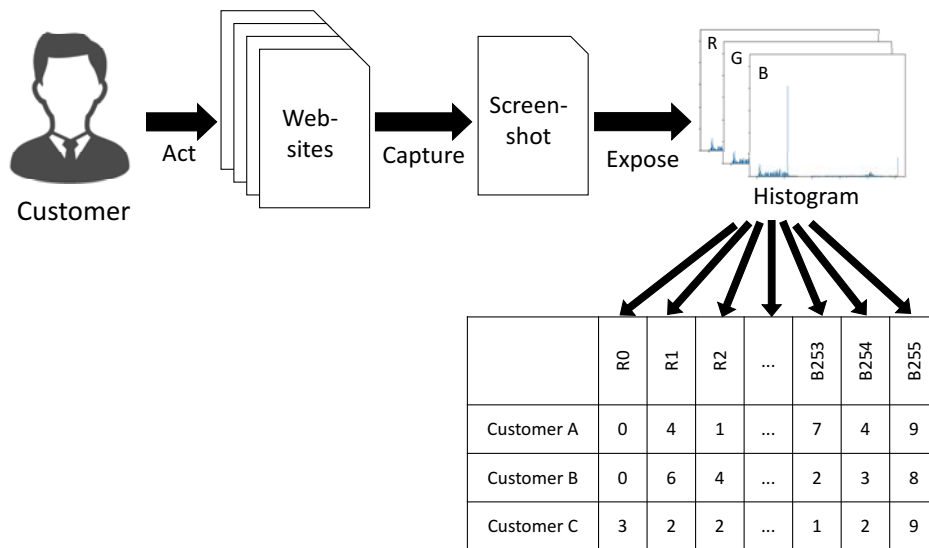 R
G
B
Web-
sites
Screen-
shot
Act
Capture
Expose
Customer
Histogram
R0 R1 R2 ... B253 B254 B255
Customer A 0 4 1 ... 7 4 9
Customer B 0 6 4 ... 2 3 8
Customer C 3 2 2 ... 1 2 9